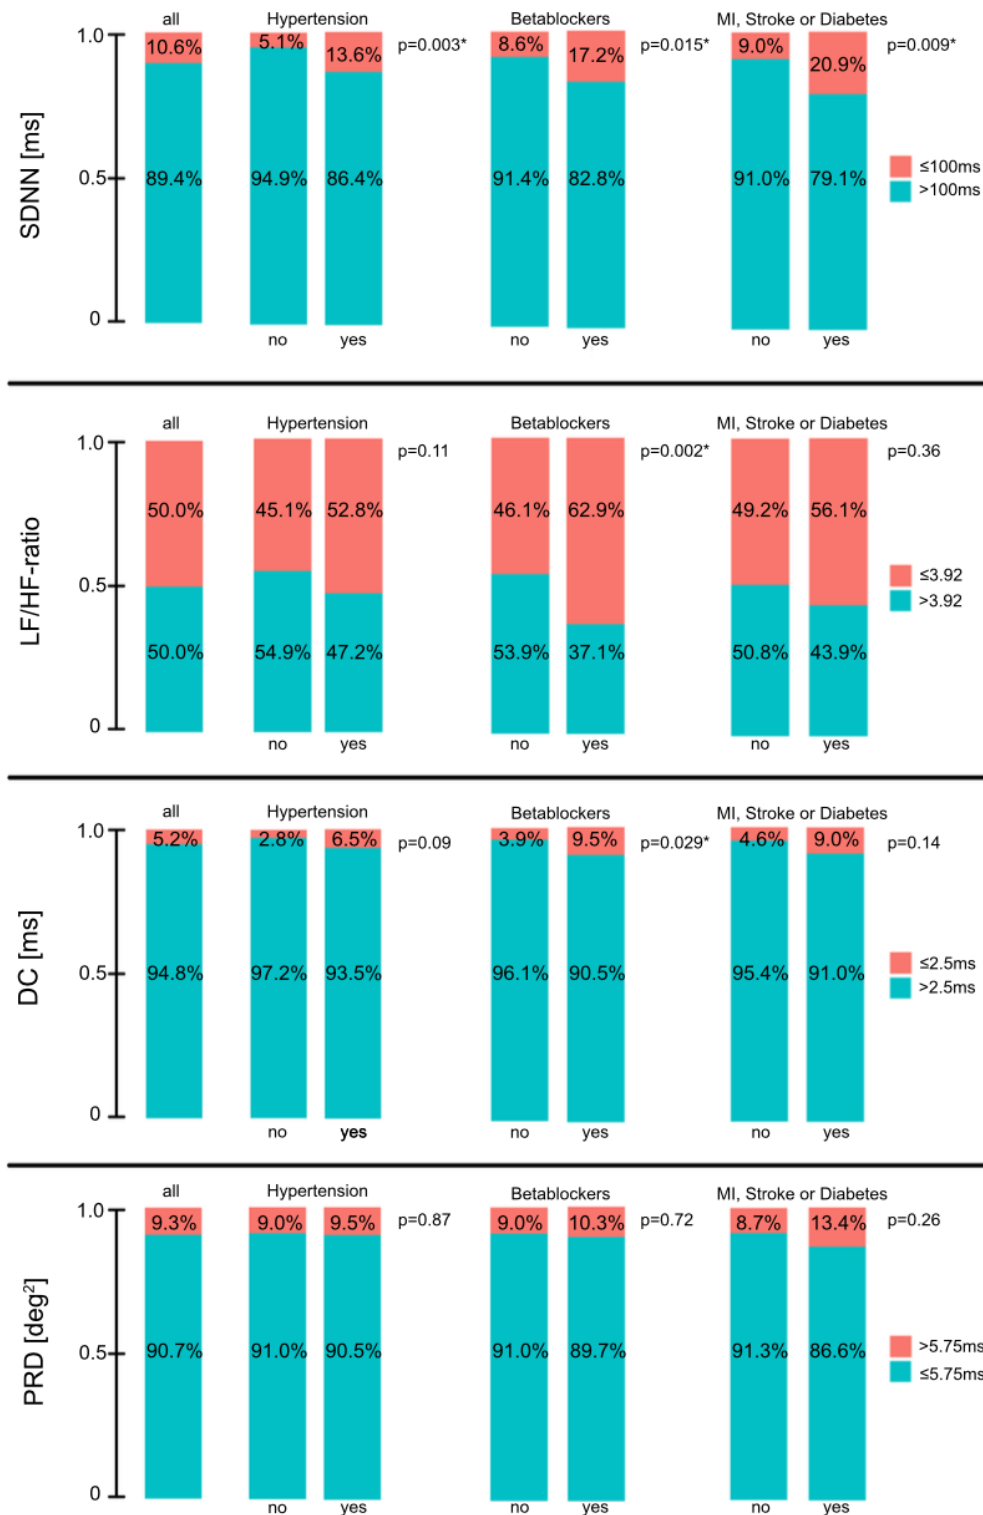 all Hypertension Betablockers MI, Stroke or Diabetes
1.0 10.6% 5.1% 13.6% p=0.003* 8.6% 17.2% p=0.015* 9.0% 20.9% p=0.009*
SDNN [ms]
≤100ms
0.5 89.4% 94.9% 86.4% 91.4% 82.8% 91.0% 79.1% >100ms
0
no yes no yes no yes
all Hypertension Betablockers MI, Stroke or Diabetes
1.0 p=0.11 p=0.002* p=0.36
50.0% 45.1% 52.8% 46.1% 62.9% 49.2% 56.1%
LF/HF-ratio
0.5 ≤3.92
>3.92
50.0% 54.9% 47.2% 53.9% 37.1% 50.8% 43.9%
0
no yes no yes no yes
all Hypertension Betablockers MI, Stroke or Diabetes
1.0 5.2% 2.8% 6.5% p=0.09 3.9% 9.5% p=0.029* 4.6% 9.0% p=0.14
DC [ms]
0.5 94.8% 97.2% 93.5% 96.1% 90.5% 95.4% 91.0% ≤2.5ms
>2.5ms
0
no yes no yes no yes
all Hypertension Betablockers MI, Stroke or Diabetes
1.0 9.3% 9.0% 9.5% p=0.87 9.0% 10.3% p=0.72 8.7% 13.4% p=0.26
PRD [deg²]
>5.75ms
0.5 90.7% 91.0% 90.5% 91.0% 89.7% 91.3% 86.6% ≤5.75ms
0
no yes no yes no yes